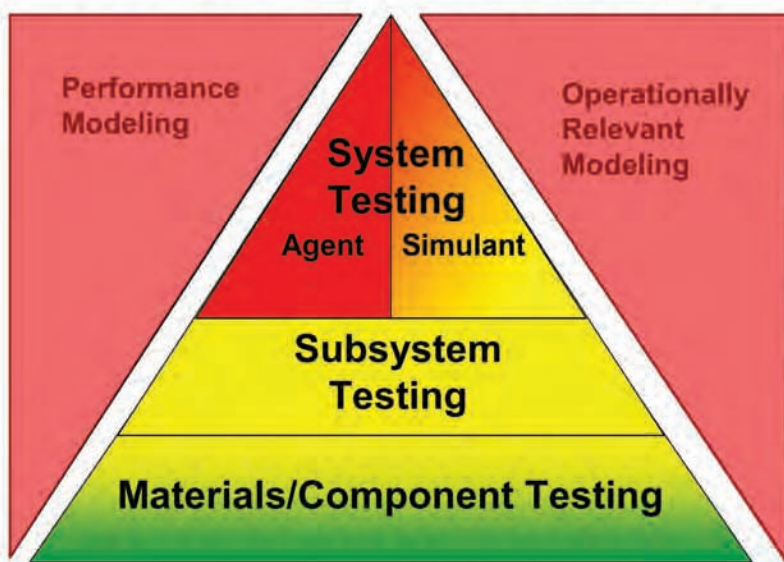 Performance
Modeling
Operationally
Relevant
Modeling
System
Testing
Agent
Simulant
Subsystem
Testing
Materials/Component Testing